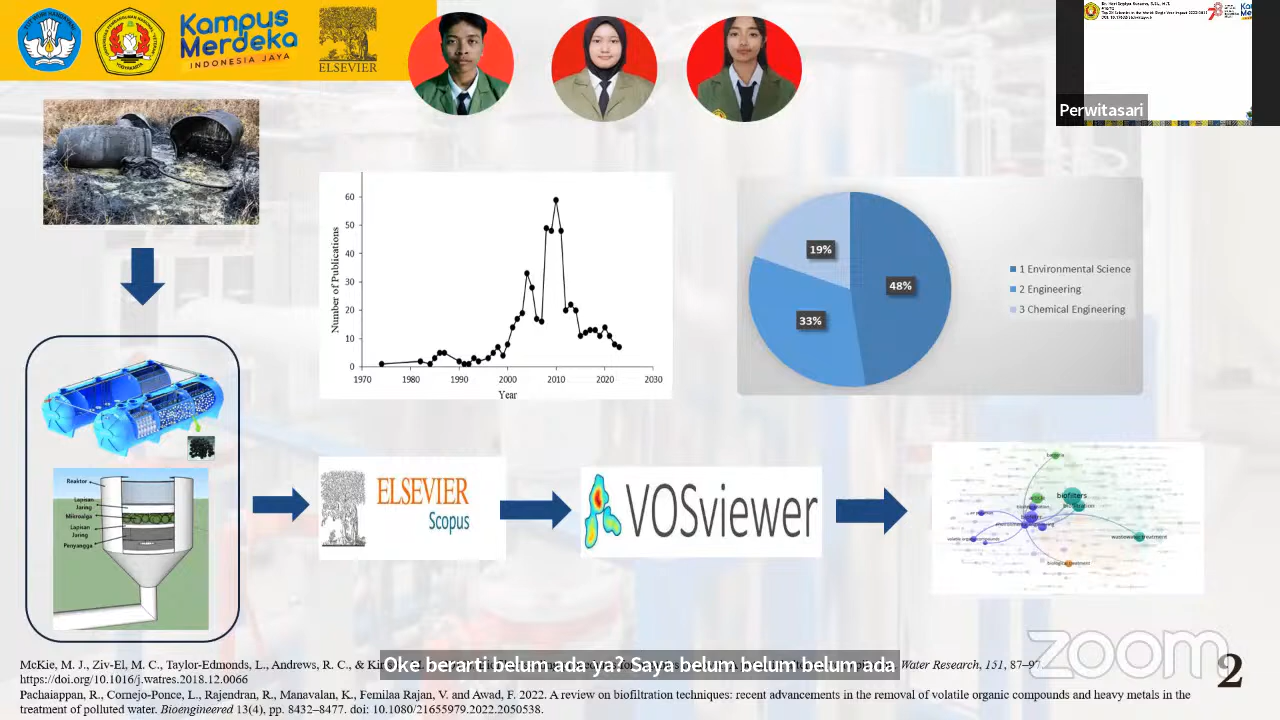 Kampus
Merdeka
INDONESIA JAYA
ELSEVIER
Perwitasari
Number of Publications
60
50
40
30
20
10
0
1970 1980 1990 2000 2010 2020 2030
Year
19%
48%
33%
1 Environmental Science
2 Engineering
3 Chemical Engineering
Reaktor
Lapisan
Jaring
Mikroalga
Lapisan
Jaring
Penyangga
ELSEVIER
Scopus
VOSviewer
biofilters
biofiltration
wastewater treatment
biological treatment
zoom
2
McKie, M. J., Ziv-El, M. C., Taylor-Edmonds, L., Andrews, R. C., &
Oke berarti belum ada ya? Saya belum belum belum ada
Water Research, 151, 87–97.
https://doi.org/10.1016/j.watres.2018.12.0066
Pachaiappan, R., Cornejo-Ponce, L., Rajendran, R., Manavalan, K., Femilaa Rajan, V. and Awad, F. 2022. A review on biofiltration techniques: recent advancements in the removal of volatile organic compounds and heavy metals in the
treatment of polluted water. Bioengineered 13(4), pp. 8432–8477. doi: 10.1080/21655979.2022.2050538.